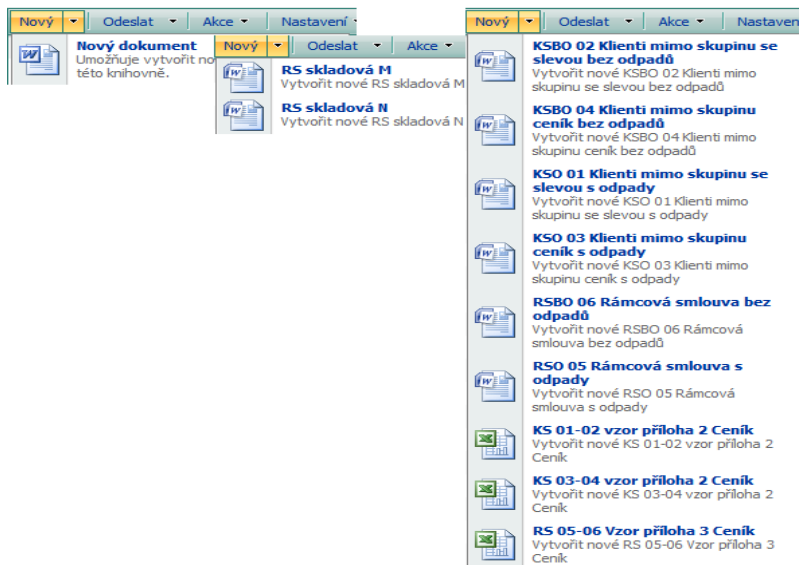 Nový Odeslat Akce Nastavení
Nový dokument
Umožňuje vytvořit no
této knihovně.
Nový Odeslat Akce
RS skladová M
Vytvořit nové RS skladová M
RS skladová N
Vytvořit nové RS skladová N
Nový Odeslat Akce Nastaven
KSBO 02 Klienti mimo skupinu se
slevou bez odpadů
Vytvořit nové KSBO 02 Klienti mimo
skupinu se slevou bez odpadů
KSBO 04 Klienti mimo skupinu
ceník bez odpadů
Vytvořit nové KSBO 04 Klienti mimo
skupinu ceník bez odpadů
KSO 01 Klienti mimo skupinu se
slevou s odpady
Vytvořit nové KSO 01 Klienti mimo
skupinu se slevou s odpady
KSO 03 Klienti mimo skupinu
ceník s odpady
Vytvořit nové KSO 03 Klienti mimo
skupinu ceník s odpady
RSBO 06 Rámcová smlouva bez
odpadů
Vytvořit nové RSBO 06 Rámcová
smlouva bez odpadů
RSO 05 Rámcová smlouva s
odpady
Vytvořit nové RSO 05 Rámcová
smlouva s odpady
KS 01-02 vzor příloha 2 Ceník
Vytvořit nové KS 01-02 vzor příloha 2
Ceník
KS 03-04 vzor příloha 2 Ceník
Vytvořit nové KS 03-04 vzor příloha 2
Ceník
RS 05-06 Vzor příloha 3 Ceník
Vytvořit nové RS 05-06 Vzor příloha 3
Ceník